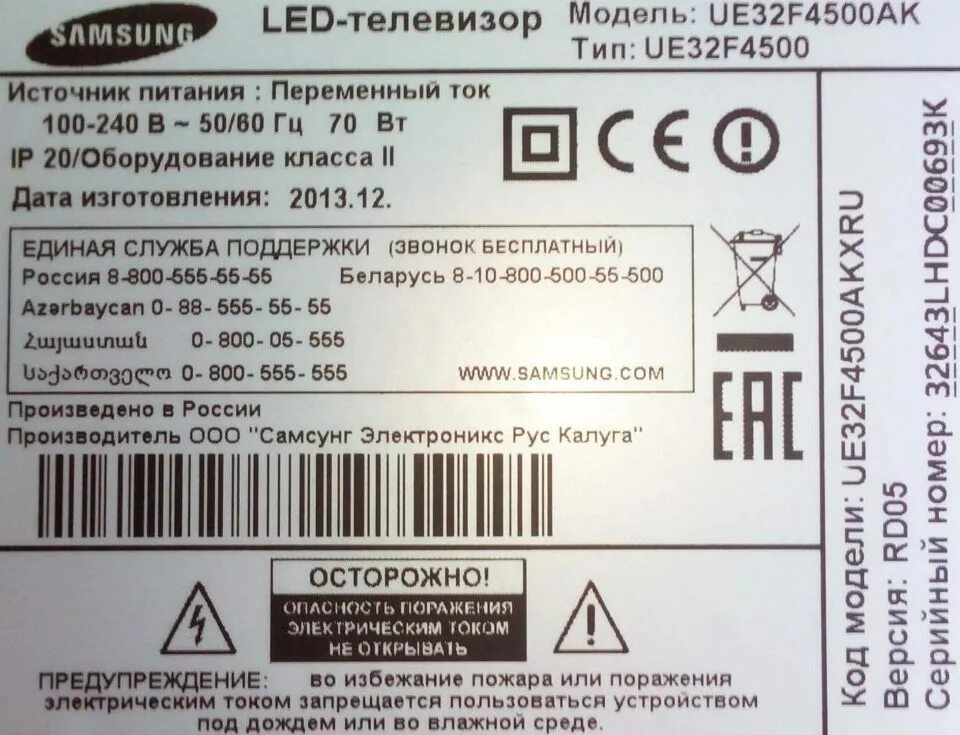 SAMSUNG
LED-телевизор
Модель: UE32F4500AK
Тип: UE32F4500
Источник питания : Переменный ток
100-240 В ~ 50/60 Гц 70 Вт
IP 20/Оборудование класса II
Дата изготовления: 2013.12.
CE
ЕДИНАЯ СЛУЖБА ПОДДЕРЖКИ (ЗВОНОК БЕСПЛАТНЫЙ)
Россия 8-800-555-55-55 Беларусь 8-10-800-500-55-500
Azərbaycan 0- 88- 555- 55- 55
Հայաստան 0- 800- 05- 555
საქართველო 0- 800- 555- 555 WWW.SAMSUNG.COM
Произведено в России
Производитель ООО "Самсунг Электроникс Рус Калуга"
EAC
ОСТОРОЖНО!
ОПАСНОСТЬ ПОРАЖЕНИЯ
ЭЛЕКТРИЧЕСКИМ ТОКОМ
НЕ ОТКРЫВАТЬ
ПРЕДУПРЕЖДЕНИЕ: во избежание пожара или поражения
электрическим током запрещается пользоваться устройством
под дождем или во влажной среде.
Код модели: UE32F4500AKXRU
Версия: RD05
Серийный номер: 32643LHDC00693K